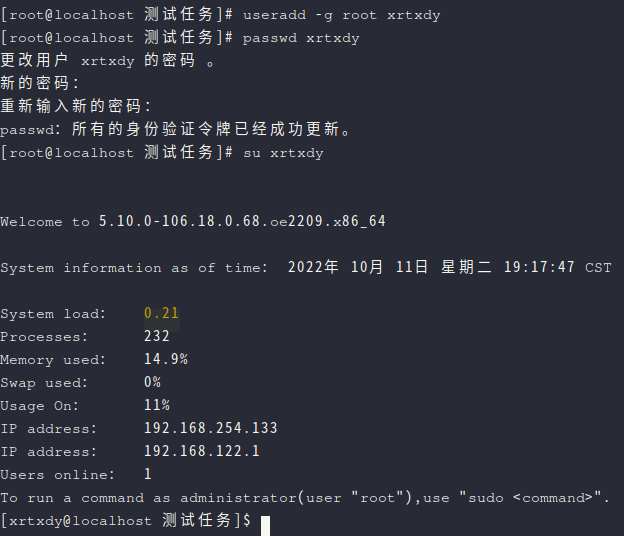 [root@localhost 测试任务]# useradd -g root xrtxdy
[root@localhost 测试任务]# passwd xrtxdy
更改用户 xrtxdy 的密码 。
新的密码：
重新输入新的密码：
passwd：所有的身份验证令牌已经成功更新。
[root@localhost 测试任务]# su xrtxdy
Welcome to 5.10.0-106.18.0.68.oe2209.x86_64
System information as of time:  2022年 10月 11日 星期二 19:17:47 CST
System load:    0.21
Processes:      232
Memory used:    14.9%
Swap used:      0%
Usage On:       11%
IP address:     192.168.254.133
IP address:     192.168.122.1
Users online:   1
To run a command as administrator(user "root"),use "sudo <command>".
[xrtxdy@localhost 测试任务]$